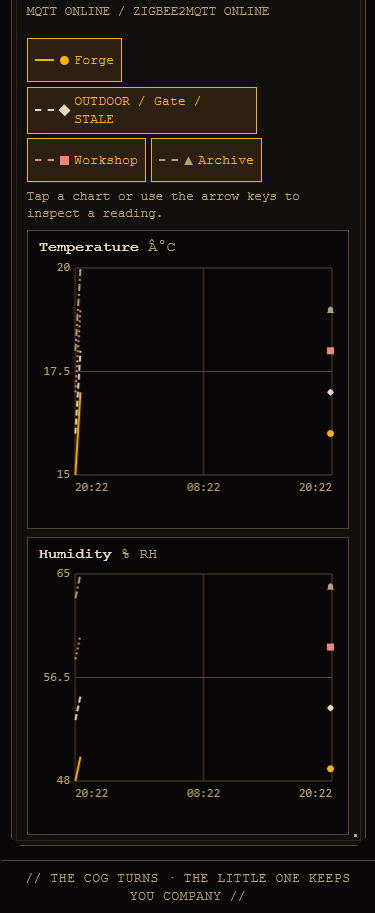 MQTT ONLINE / ZIGBEE2MQTT ONLINE
Forge
OUTDOOR / Gate /
STALE
Workshop
Archive
Tap a chart or use the arrow keys to
inspect a reading.
Temperature Â°C
20
17.5
15
20:22 08:22 20:22
Humidity % RH
65
56.5
48
20:22 08:22 20:22
// THE COG TURNS · THE LITTLE ONE KEEPS
YOU COMPANY //